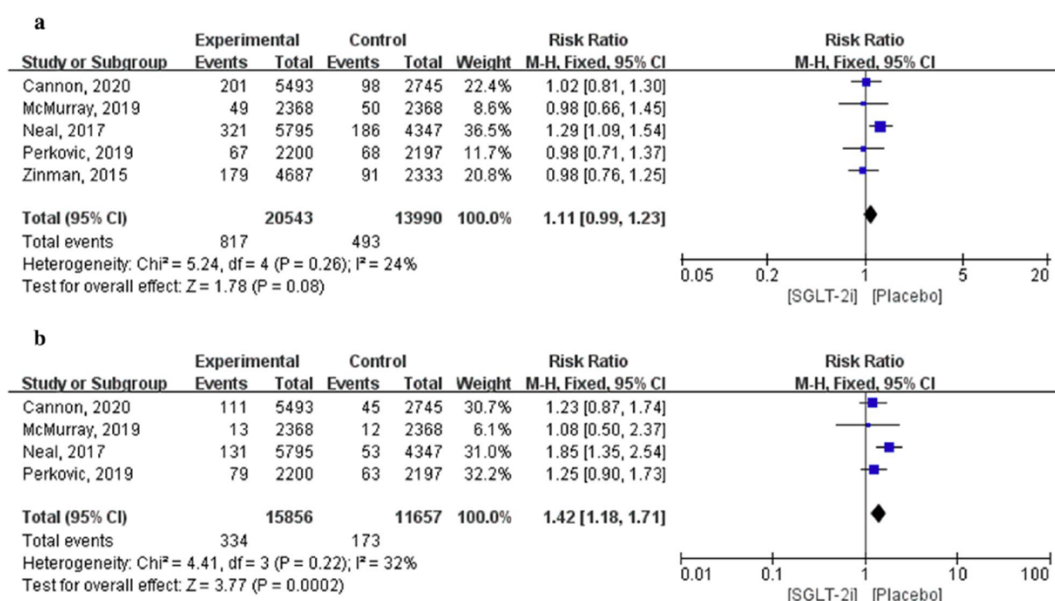 a
Experimental Control Risk Ratio Risk Ratio
Study or Subgroup Events Total Events Total Weight M-H, Fixed, 95% CI M-H, Fixed, 95% CI
Cannon, 2020 201 5493 98 2745 22.4% 1.02 [0.81, 1.30]
McMurray, 2019 49 2368 50 2368 8.6% 0.98 [0.66, 1.45]
Neal, 2017 321 5795 186 4347 36.5% 1.29 [1.09, 1.54]
Perkovic, 2019 67 2200 68 2197 11.7% 0.98 [0.71, 1.37]
Zinman, 2015 179 4687 91 2333 20.8% 0.98 [0.76, 1.25]
Total (95% CI) 20543 13990 100.0% 1.11 [0.99, 1.23]
Total events 817 493
Heterogeneity: Chi² = 5.24, df = 4 (P = 0.26); I² = 24%
Test for overall effect: Z = 1.78 (P = 0.08)
0.05 0.2 1 5 20
[SGLT-2i] [Placebo]
b
Experimental Control Risk Ratio Risk Ratio
Study or Subgroup Events Total Events Total Weight M-H, Fixed, 95% CI M-H, Fixed, 95% CI
Cannon, 2020 111 5493 45 2745 30.7% 1.23 [0.87, 1.74]
McMurray, 2019 13 2368 12 2368 6.1% 1.08 [0.50, 2.37]
Neal, 2017 131 5795 53 4347 31.0% 1.85 [1.35, 2.54]
Perkovic, 2019 79 2200 63 2197 32.2% 1.25 [0.90, 1.73]
Total (95% CI) 15856 11657 100.0% 1.42 [1.18, 1.71]
Total events 334 173
Heterogeneity: Chi² = 4.41, df = 3 (P = 0.22); I² = 32%
Test for overall effect: Z = 3.77 (P = 0.0002)
0.01 0.1 1 10 100
[SGLT-2i] [Placebo]